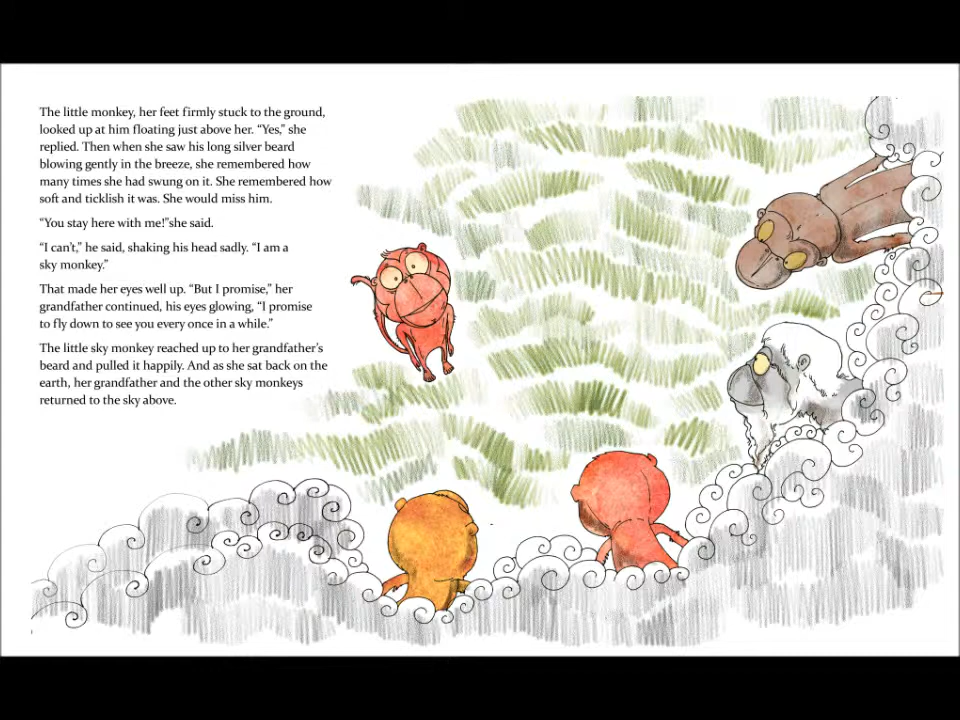 The little monkey, her feet firmly stuck to the ground,
looked up at him floating just above her. “Yes,” she
replied. Then when she saw his long silver beard
blowing gently in the breeze, she remembered how
many times she had swung on it. She remembered how
soft and ticklish it was. She would miss him.
“You stay here with me!”she said.
“I can’t,” he said, shaking his head sadly. “I am a
sky monkey.”
That made her eyes well up. “But I promise,” her
grandfather continued, his eyes glowing, “I promise
to fly down to see you every once in a while.”
The little sky monkey reached up to her grandfather’s
beard and pulled it happily. And as she sat back on the
earth, her grandfather and the other sky monkeys
returned to the sky above.